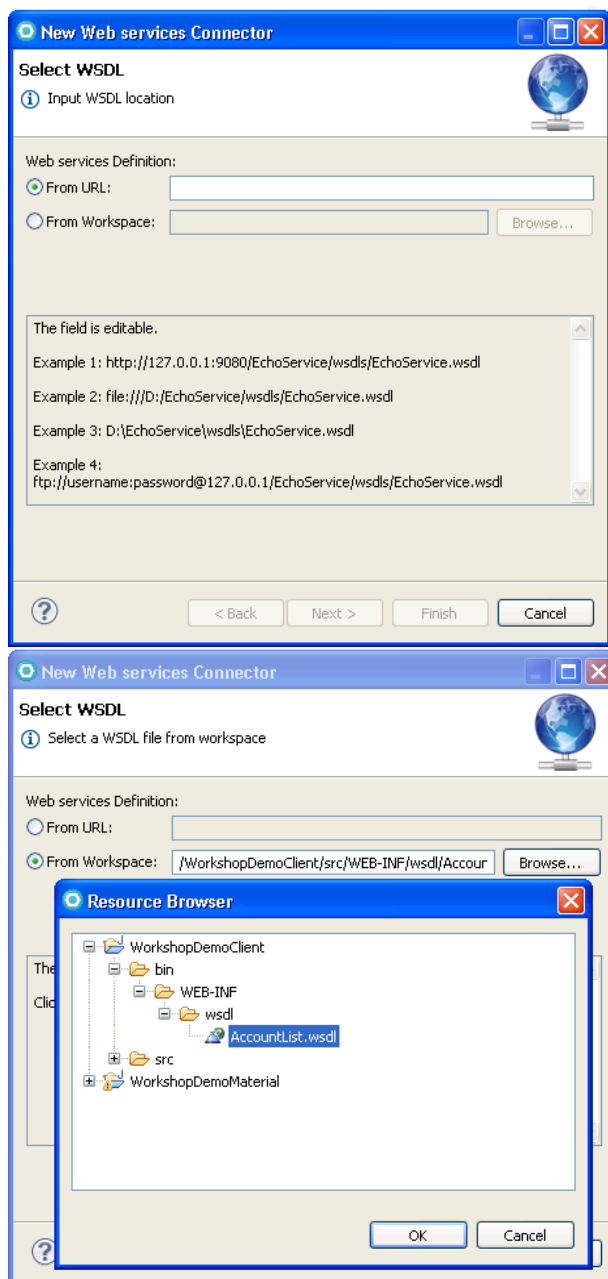 New Web services Connector
Select WSDL
Input WSDL location
Web services Definition:
From URL:
From Workspace:
Browse...
The field is editable.
Example 1: http://127.0.0.1:9080/EchoService/wsdls/EchoService.wsdl
Example 2: file:///D:/EchoService/wsdls/EchoService.wsdl
Example 3: D:\EchoService\wsdls\EchoService.wsdl
Example 4:
ftp://username:password@127.0.0.1/EchoService/wsdls/EchoService.wsdl
< Back Next > Finish Cancel
New Web services Connector
Select WSDL
Select a WSDL file from workspace
Web services Definition:
From URL:
From Workspace: /WorkshopDemoClient/src/WEB-INF/wsdl/Accour Browse...
Resource Browser
The
Clic
WorkshopDemoClient
bin
WEB-INF
wsdl
AccountList.wsdl
src
WorkshopDemoMaterial
OK Cancel